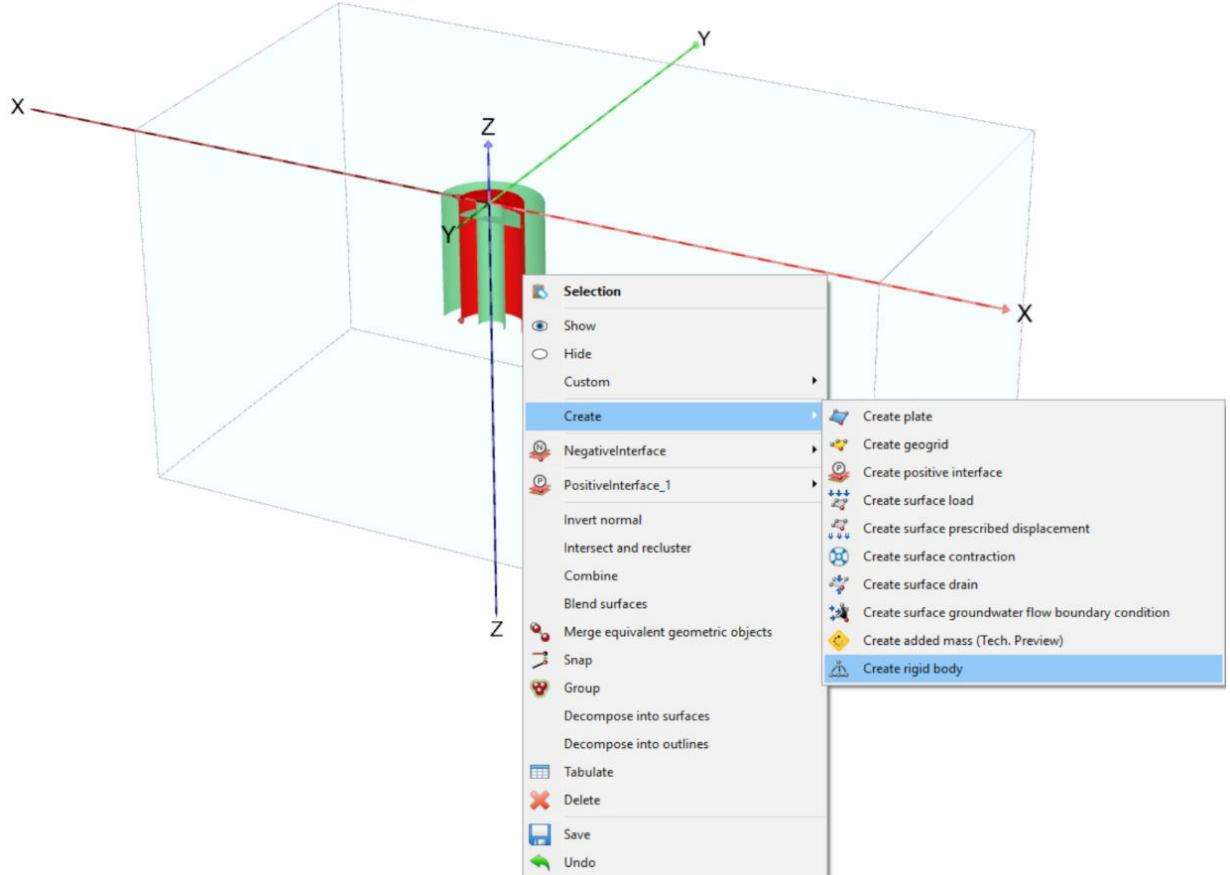 Y
X
Z
Y
X
Z
Selection
Show
Hide
Custom
Create
NegativeInterface
PositiveInterface_1
Invert normal
Intersect and recluster
Combine
Blend surfaces
Merge equivalent geometric objects
Snap
Group
Decompose into surfaces
Decompose into outlines
Tabulate
Delete
Save
Undo
Create plate
Create geogrid
Create positive interface
Create surface load
Create surface prescribed displacement
Create surface contraction
Create surface drain
Create surface groundwater flow boundary condition
Create added mass (Tech. Preview)
Create rigid body